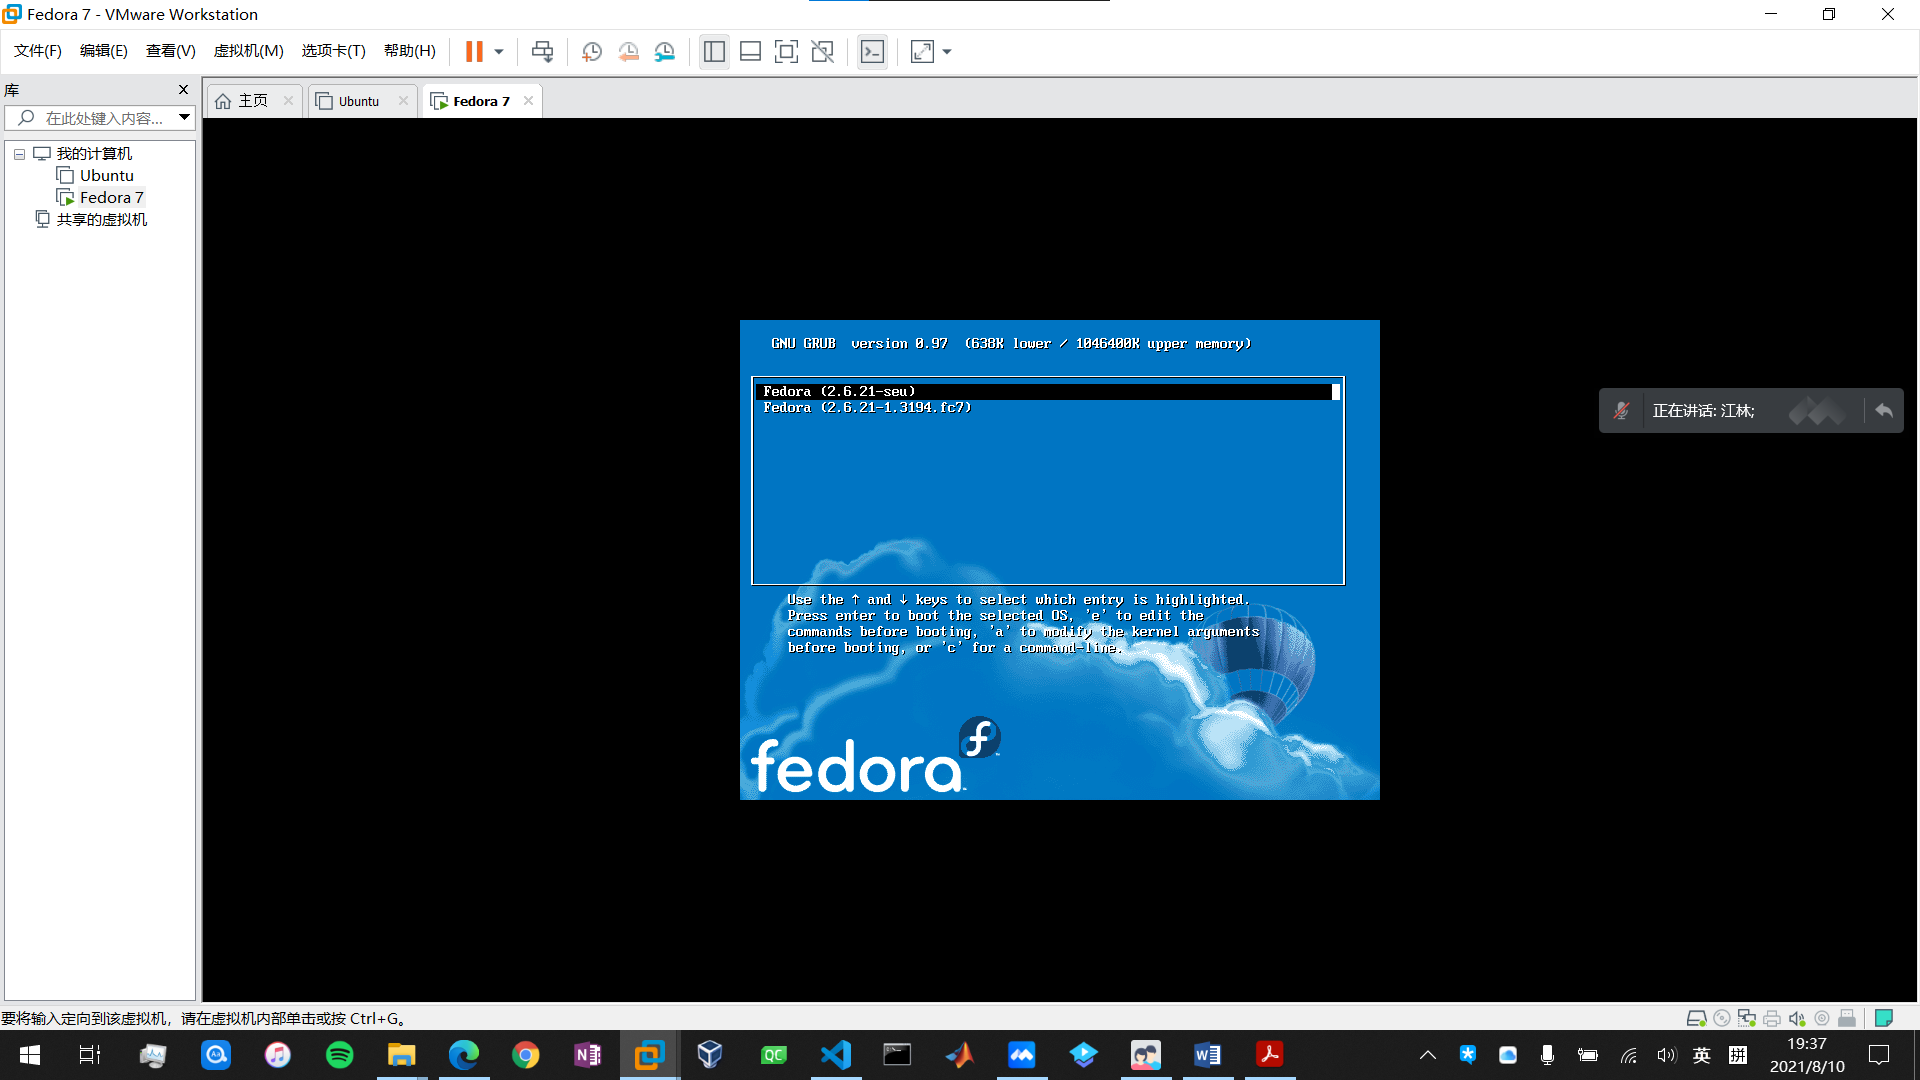 Fedora 7 - VMware Workstation
文件(F) 编辑(E) 查看(V) 虚拟机(M) 选项卡(T) 帮助(H)
库
主页
Ubuntu
Fedora 7
在此处键入内容...
我的计算机
Ubuntu
Fedora 7
共享的虚拟机
GNU GRUB version 0.97 (638K lower / 1046400K upper memory)
Fedora (2.6.21-seu)
Fedora (2.6.21-1.3194.fc7)
正在讲话: 江林;
Use the ↑ and ↓ keys to select which entry is highlighted.
Press enter to boot the selected OS, 'e' to edit the
commands before booting, 'a' to modify the kernel arguments
before booting, or 'c' for a command-line.
fedora
要将输入定向到该虚拟机，请在虚拟机内部单击或按 Ctrl+G。
英
拼
19:37
2021/8/10